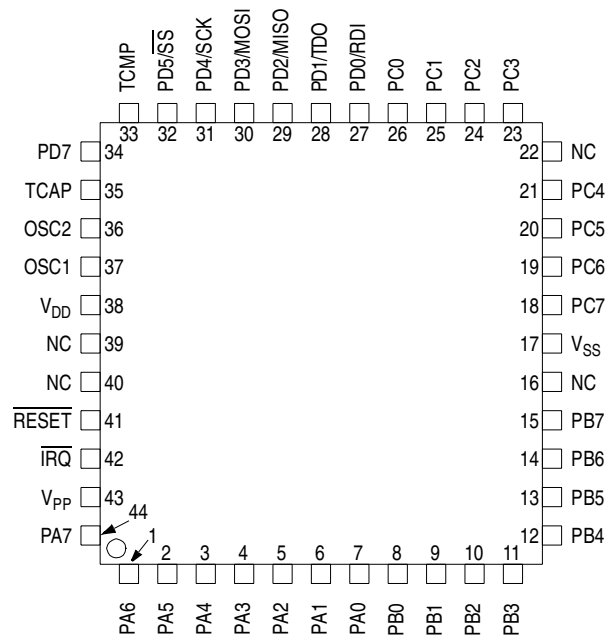 TCMP
PD5/SS
PD4/SCK
PD3/MOSI
PD2/MISO
PD1/TDO
PD0/RDI
PC0
PC1
PC2
PC3
33 32 31 30 29 28 27 26 25 24 23
PD7 34
22 NC
TCAP 35
21 PC4
OSC2 36
20 PC5
OSC1 37
19 PC6
VDD 38
18 PC7
NC 39
17 VSS
NC 40
16 NC
RESET 41
15 PB7
IRQ 42
14 PB6
VPP 43
13 PB5
PA7 44
12 PB4
1 2 3 4 5 6 7 8 9 10 11
PA6
PA5
PA4
PA3
PA2
PA1
PA0
PB0
PB1
PB2
PB3